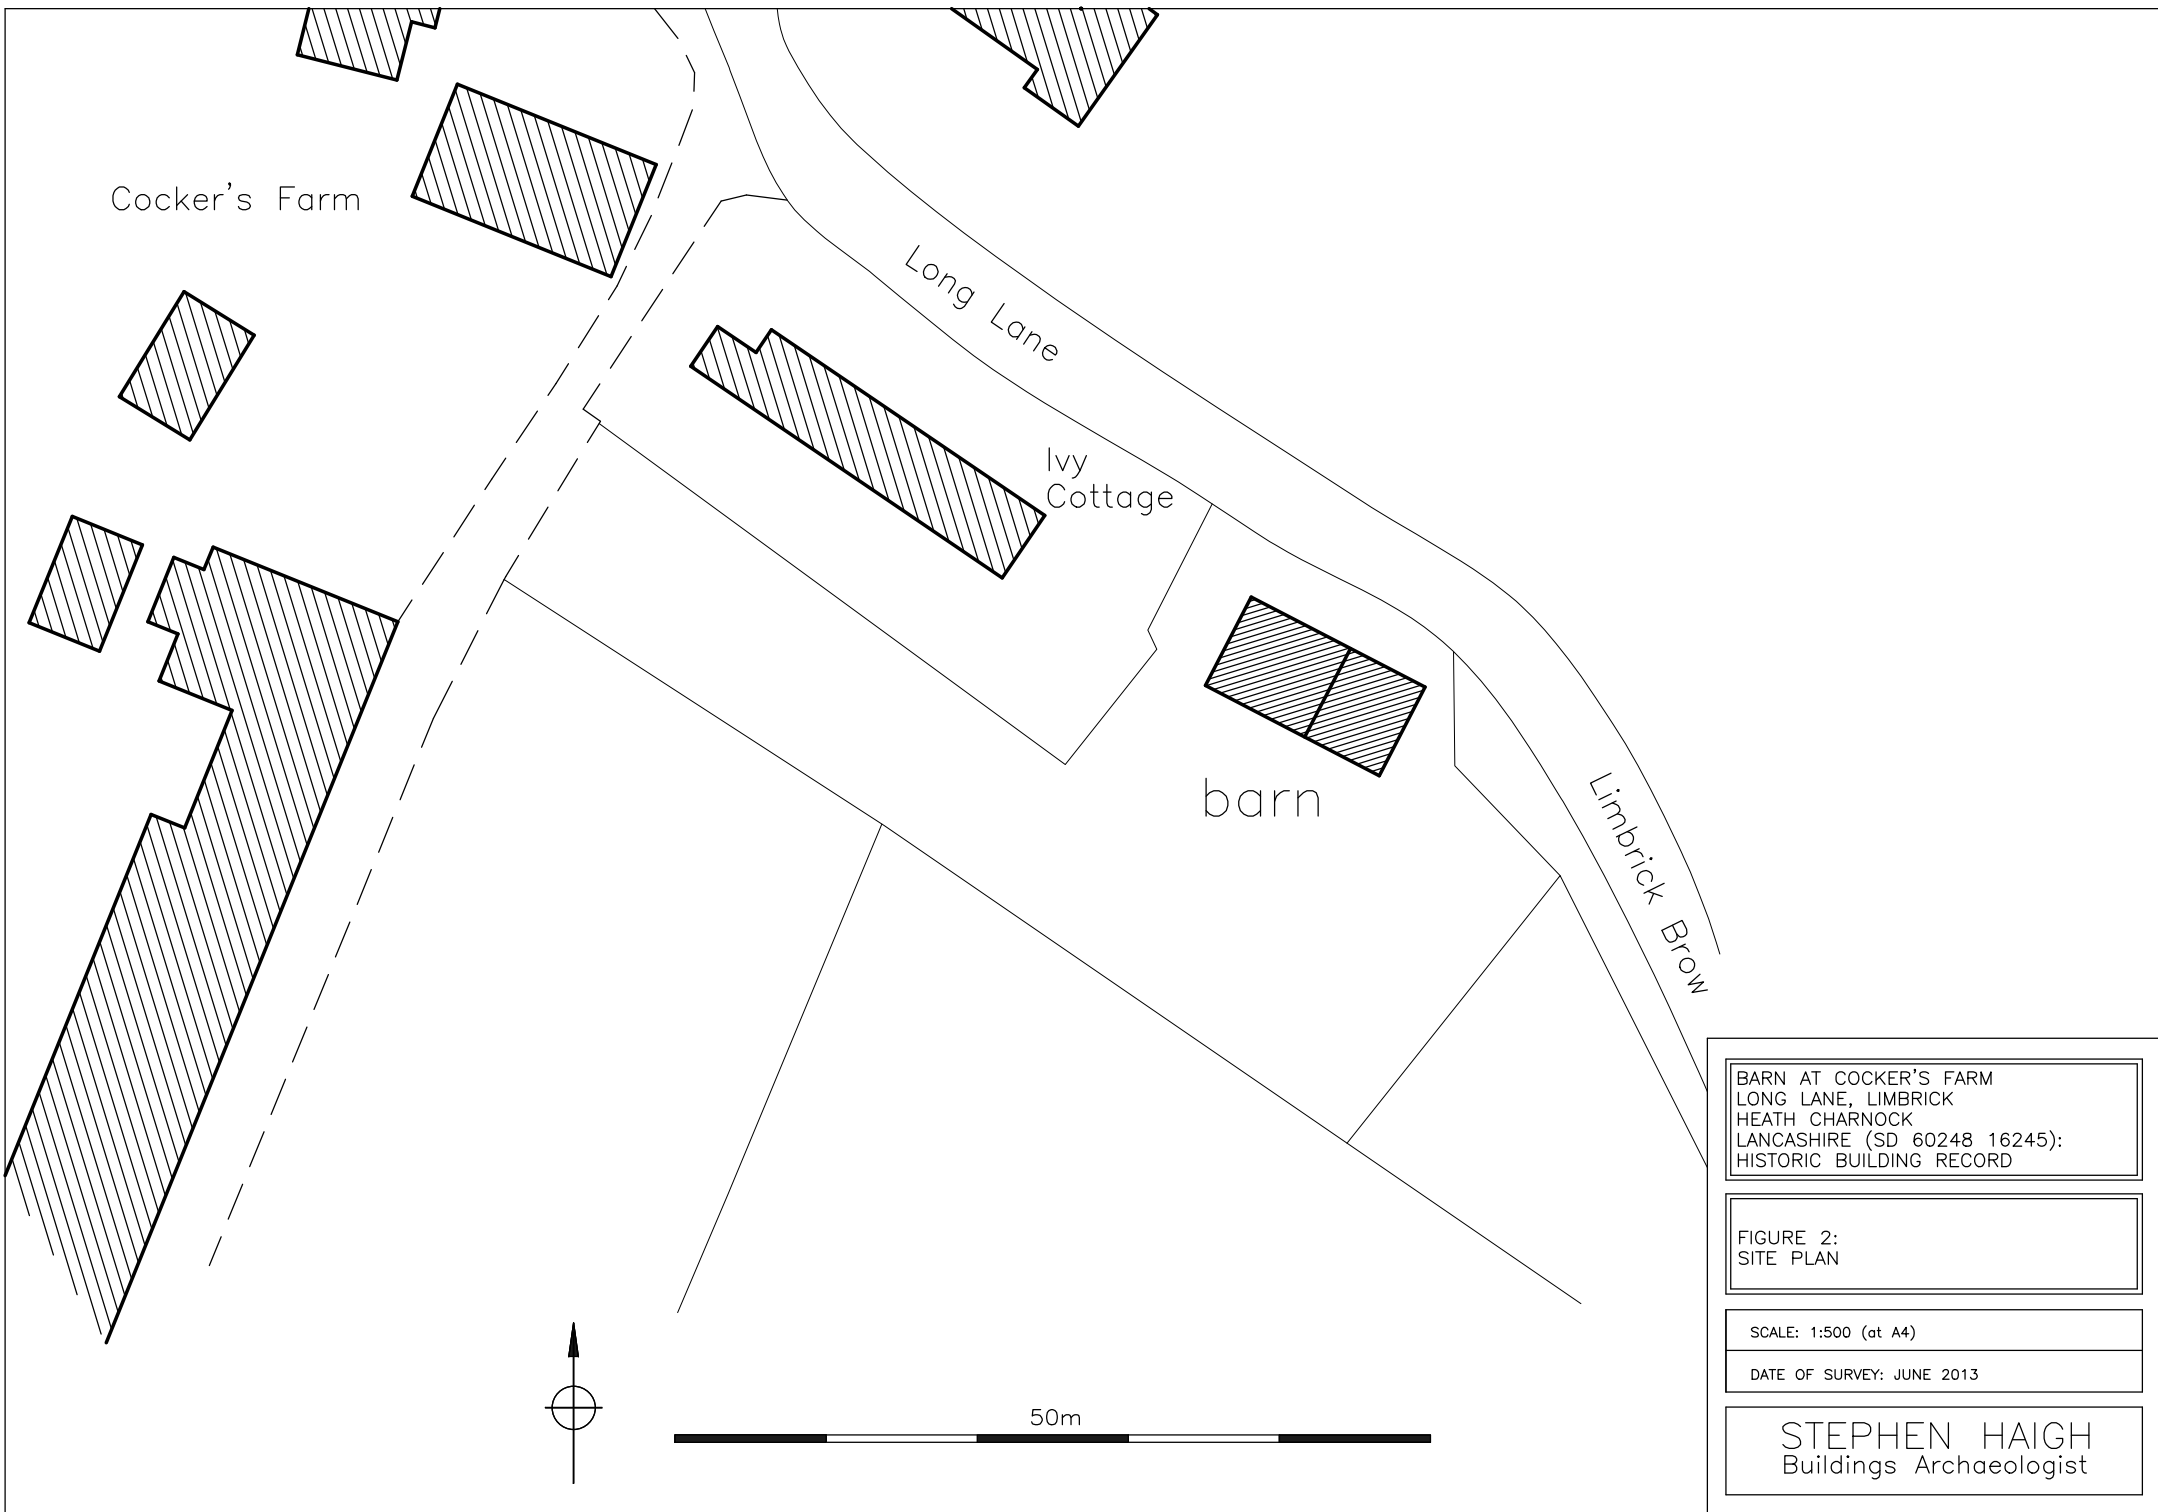 Cocker's Farm
Long Lane
Ivy
Cottage
barn
Limbrick Brow
50m
BARN AT COCKER'S FARM
LONG LANE, LIMBRICK
HEATH CHARNOCK
LANCASHIRE (SD 60248 16245):
HISTORIC BUILDING RECORD
FIGURE 2:
SITE PLAN
SCALE: 1:500 (at A4)
DATE OF SURVEY: JUNE 2013
STEPHEN HAIGH
Buildings Archaeologist